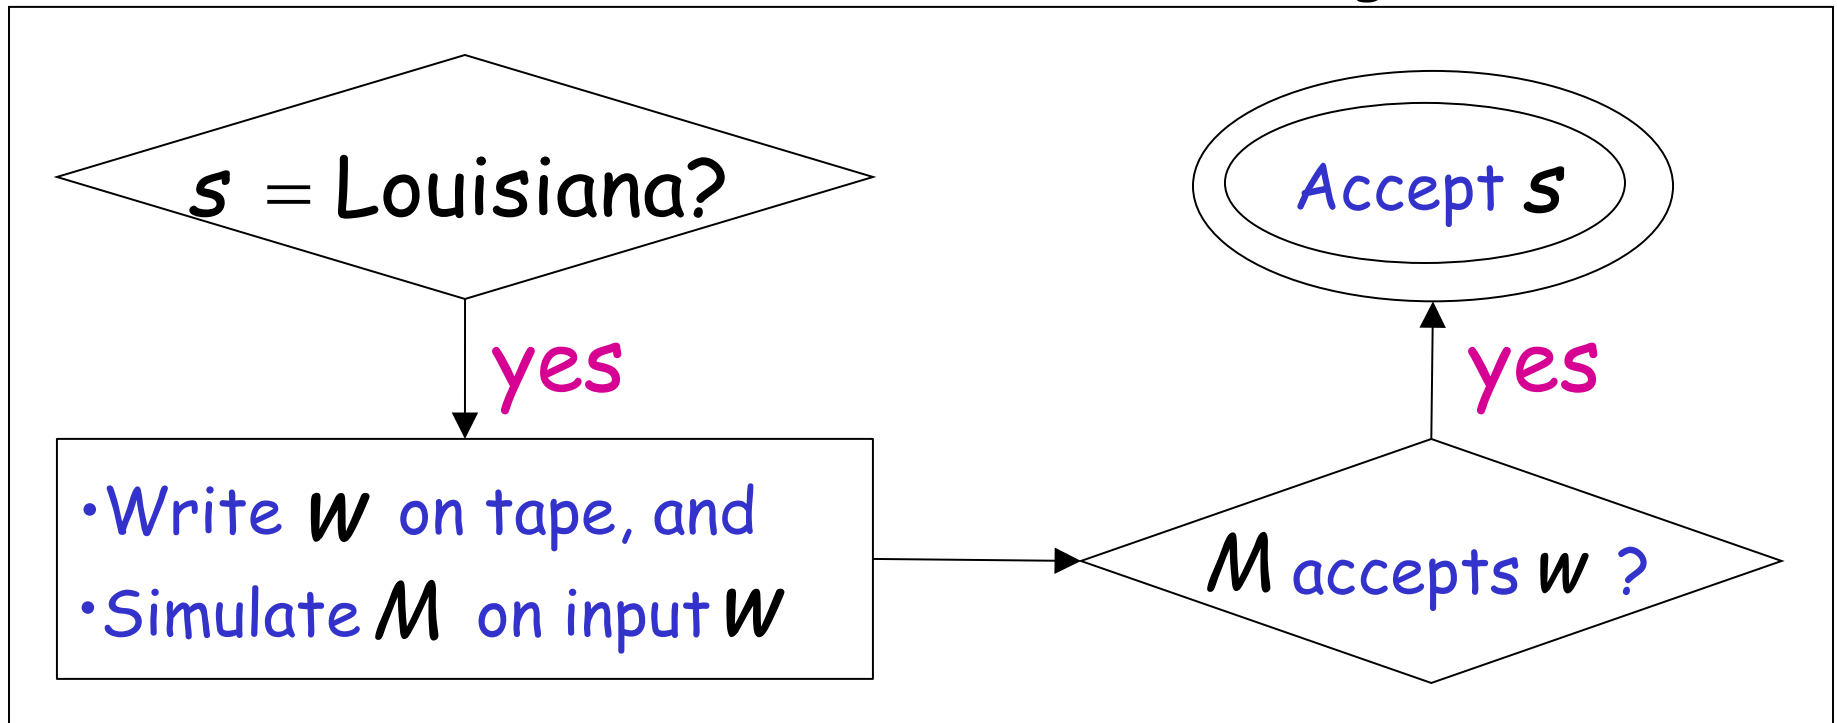 s = Louisiana?
yes
•Write w on tape, and
•Simulate M on input w
M accepts w ?
yes
Accept s